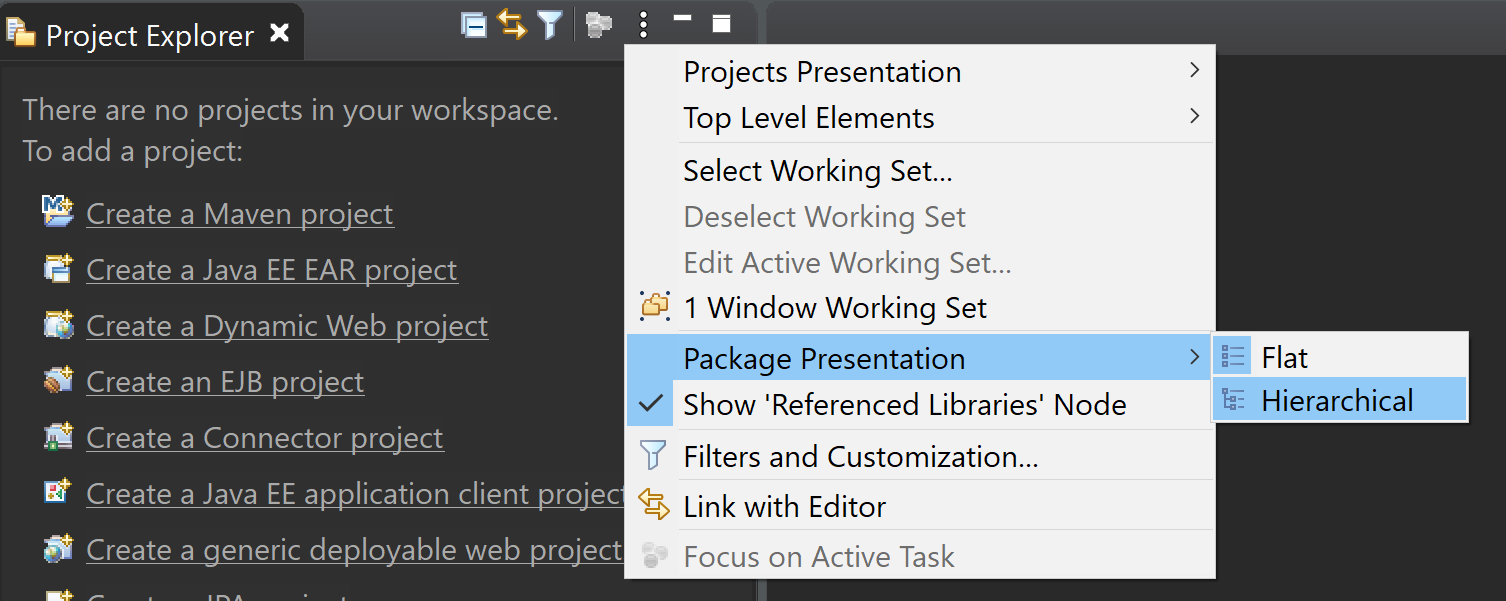 Project Explorer
There are no projects in your workspace.
To add a project:
Create a Maven project
Create a Java EE EAR project
Create a Dynamic Web project
Create an EJB project
Create a Connector project
Create a Java EE application client project
Create a generic deployable web project
Projects Presentation
Top Level Elements
Select Working Set...
Deselect Working Set
Edit Active Working Set...
1 Window Working Set
Package Presentation
Show 'Referenced Libraries' Node
Filters and Customization...
Link with Editor
Focus on Active Task
Flat
Hierarchical